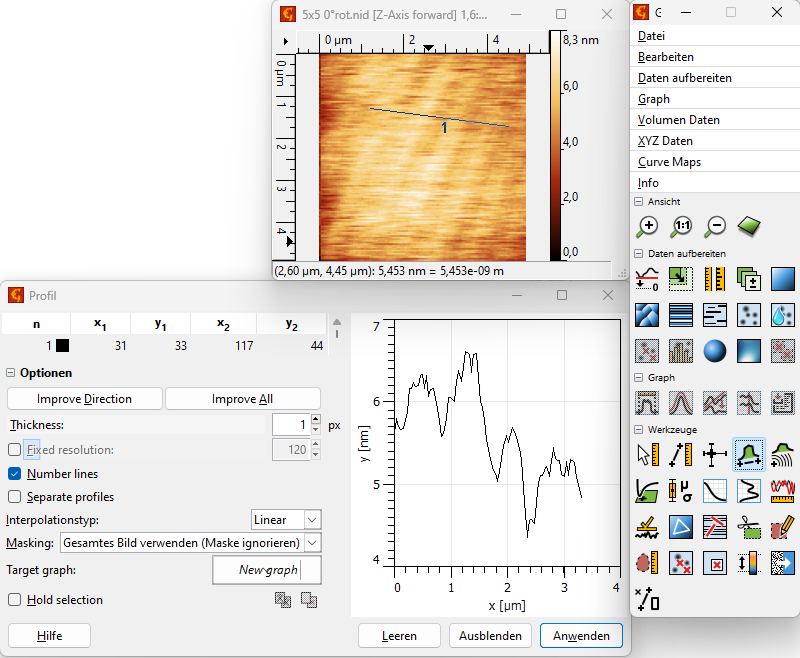 5x5 0°rot.nid [Z-Axis forward] 1,6:...
0 µm 2 4
8,3 nm
6,0
4,0
2,0
0,0
0 µm
1
2
3
4
1
(2,60 µm, 4,45 µm): 5,453 nm = 5,453e-09 m
G
Datei
Bearbeiten
Daten aufbereiten
Graph
Volumen Daten
XYZ Daten
Curve Maps
Info
Ansicht
1:1
Daten aufbereiten
Graph
Werkzeuge
Profil
n x1 y1 x2 y2
1 31 33 117 44
Optionen
Improve Direction Improve All
Thickness: 1 px
Fixed resolution: 120
Number lines
Separate profiles
Interpolationstyp: Linear
Masking: Gesamtes Bild verwenden (Maske ignorieren)
Target graph: New graph
Hold selection
Hilfe
7
6
5
4
y [nm]
0 1 2 3 4
x [µm]
Leeren Ausblenden Anwenden